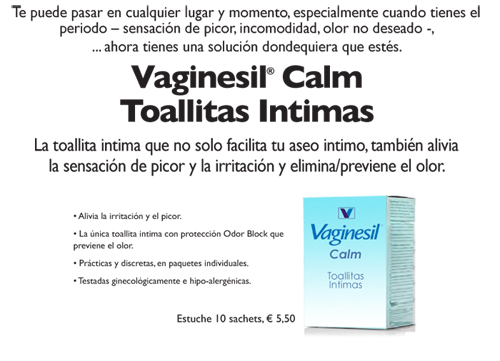 Te puede pasar en cualquier lugar y momento, especialmente cuando tienes el
periodo – sensación de picor, incomodidad, olor no deseado -,
... ahora tienes una solución dondequiera que estés.
Vaginesil® Calm
Toallitas Intimas
La toallita intima que no solo facilita tu aseo intimo, también alivia
la sensación de picor y la irritación y elimina/previene el olor.
• Alivia la irritación y el picor.
• La única toallita intima con protección Odor Block que
previene el olor.
• Prácticas y discretas, en paquetes individuales.
• Testadas ginecológicamente e hipo-alergénicas.
Estuche 10 sachets, € 5,50
Vaginesil
Calm
Toallitas
Intimas